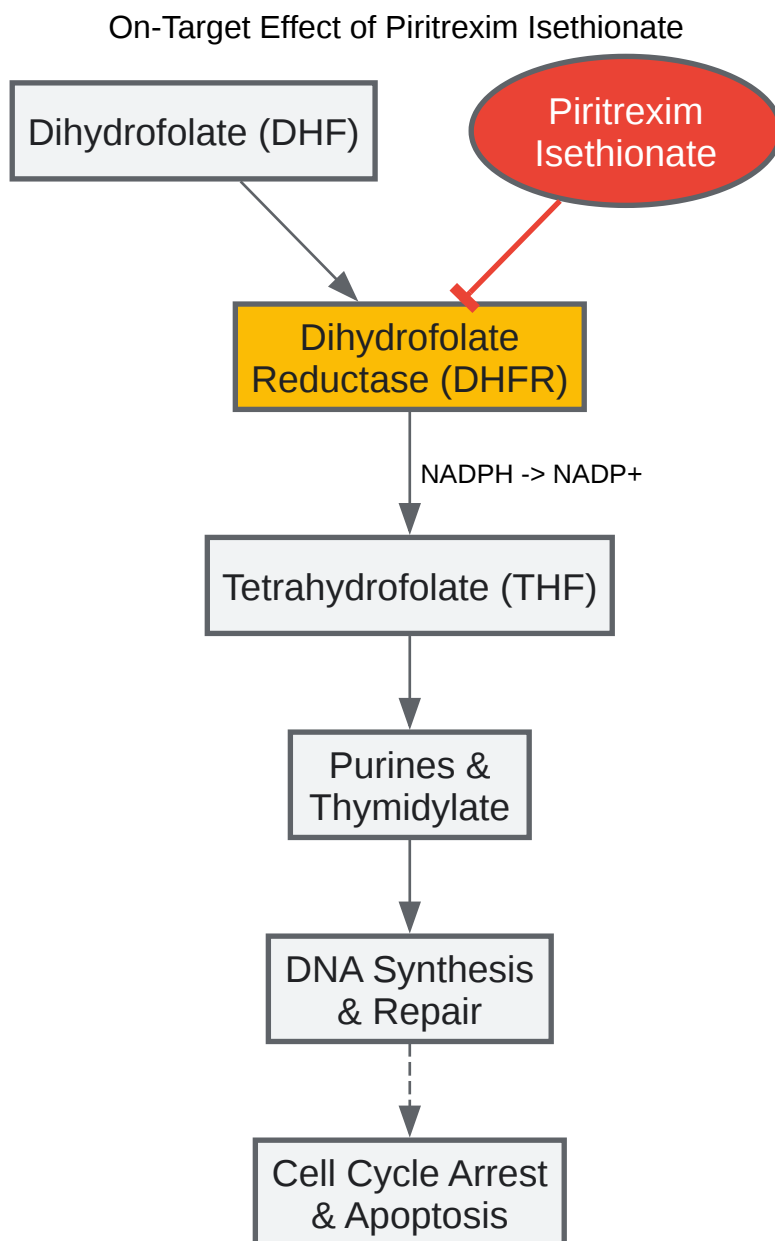 On-Target Effect of Piritrexim Isethionate
Dihydrofolate (DHF)
Piritrexim
Isethionate
Dihydrofolate
Reductase (DHFR)
NADPH -> NADP+
Tetrahydrofolate (THF)
Purines &
Thymidylate
DNA Synthesis
& Repair
Cell Cycle Arrest
& Apoptosis